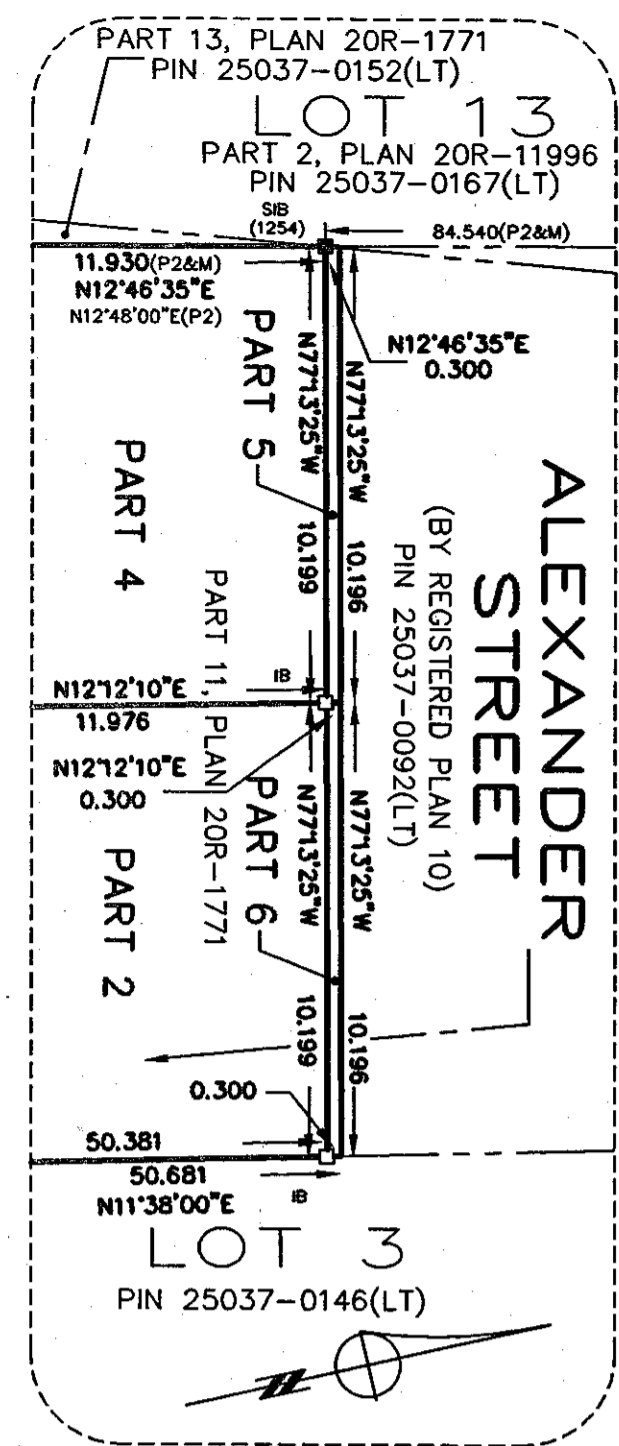 PART 13, PLAN 20R-1771
PIN 25037-0152(LT)
LOT 13
PART 2, PLAN 20R-11996
PIN 25037-0167(LT)
SIB
(1254)
84.540(P2&M)
11.930(P2&M)
N12°46'35"E
N12°48'00"E(P2)
N12°46'35"E
0.300
PART 5
N77°13'25"W
10.199
N77°13'25"W
10.196
PART 4
PART 11, PLAN 20R-1771
ALEXANDER
STREET
(BY REGISTERED PLAN 10)
PIN 25037-0092(LT)
IB
N12°12'10"E
11.976
N12°12'10"E
0.300
PART 6
N77°13'25"W
10.199
N77°13'25"W
10.196
PART 2
0.300
50.381
50.681
N11°38'00"E
IB
LOT 3
PIN 25037-0146(LT)
N